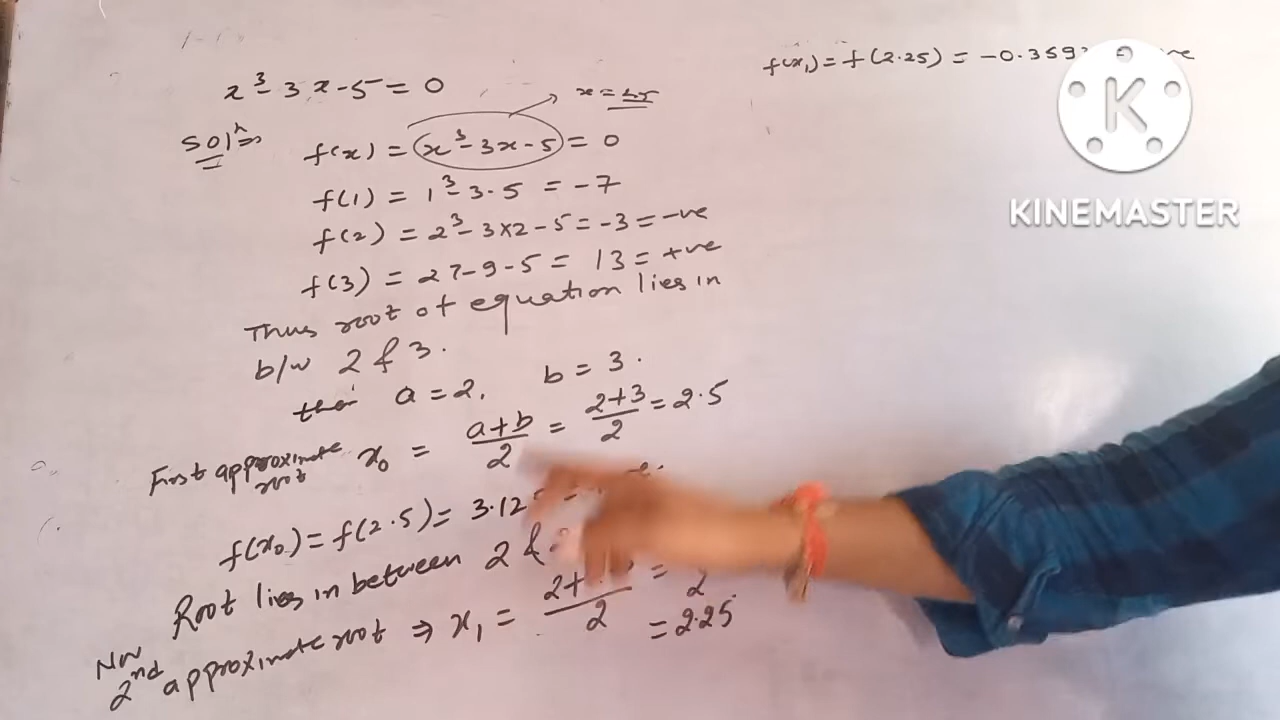 x³-3x-5=0
f(x₁)=f(2.25)=-0.359
solⁿ⇒
x=2.5
f(x)=x³-3x-5=0
f(1)=1³-3-5=-7
f(2)=2³-3×2-5=-3=-ve
f(3)=27-9-5=13=+ve
Thus root of equation lies in
b/w 2 & 3.
a=2, b=3.
First approximate root x₀ = a+b/2 = 2+3/2 = 2.5
f(x₀)=f(2.5)=3.12
Root lies in between 2 &
Now
2nd approximate root ⇒ x₁ = 2+ /2 = /2
=2.25
K
KINEMASTER